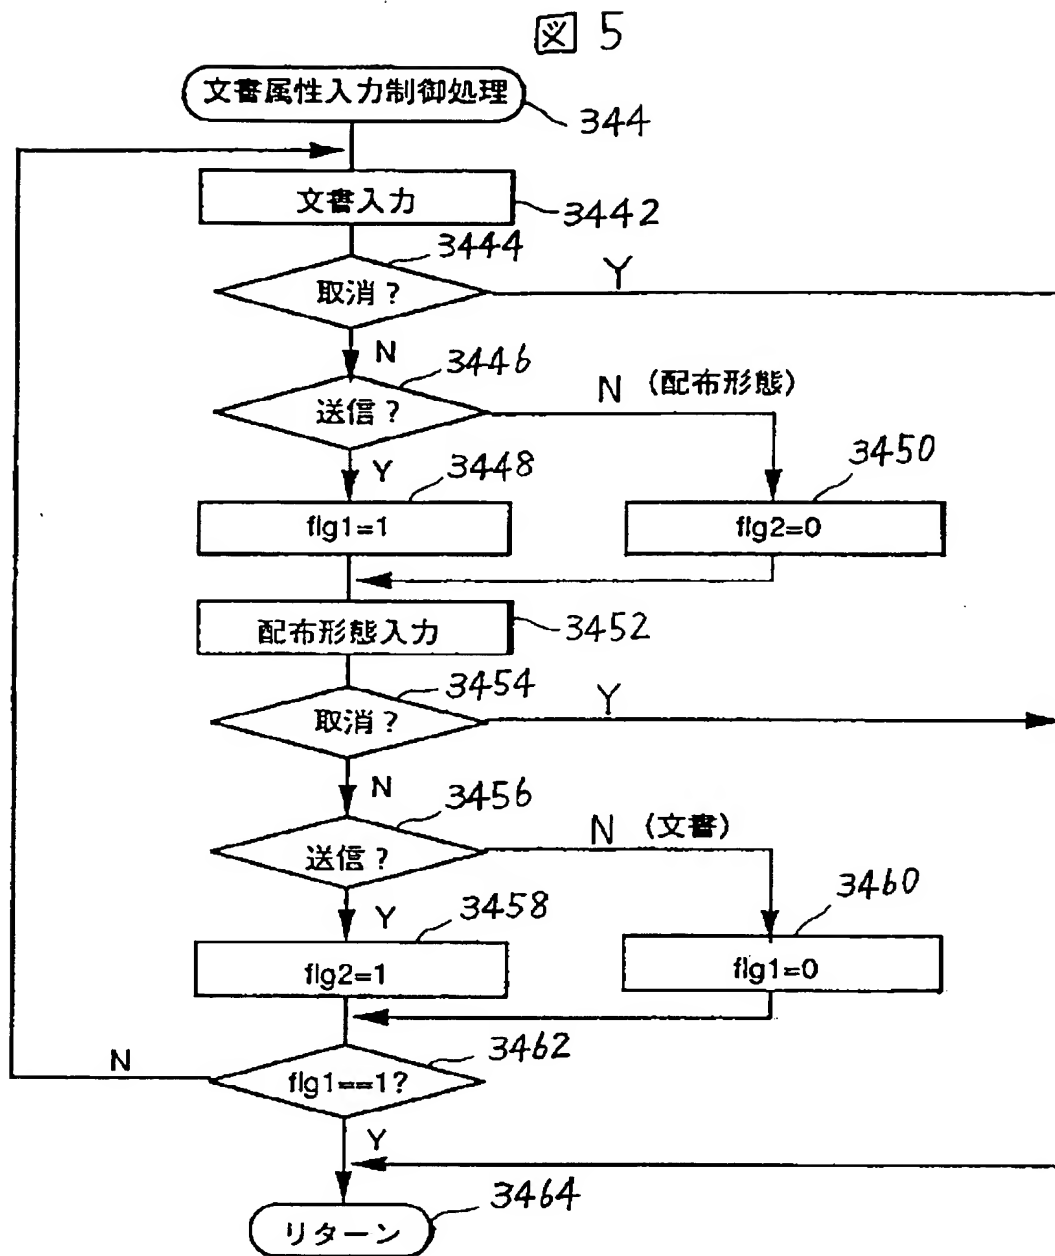 図 5
文書属性入力制御処理
344
文書入力
3442
3444
取消？
Y
N
3446
送信？
N （配布形態）
Y
3448
3450
flg1=1
flg2=0
配布形態入力
3452
3454
取消？
Y
N
3456
送信？
N （文書）
Y
3458
3460
flg2=1
flg1=0
3462
N
flg1==1?
Y
3464
リターン